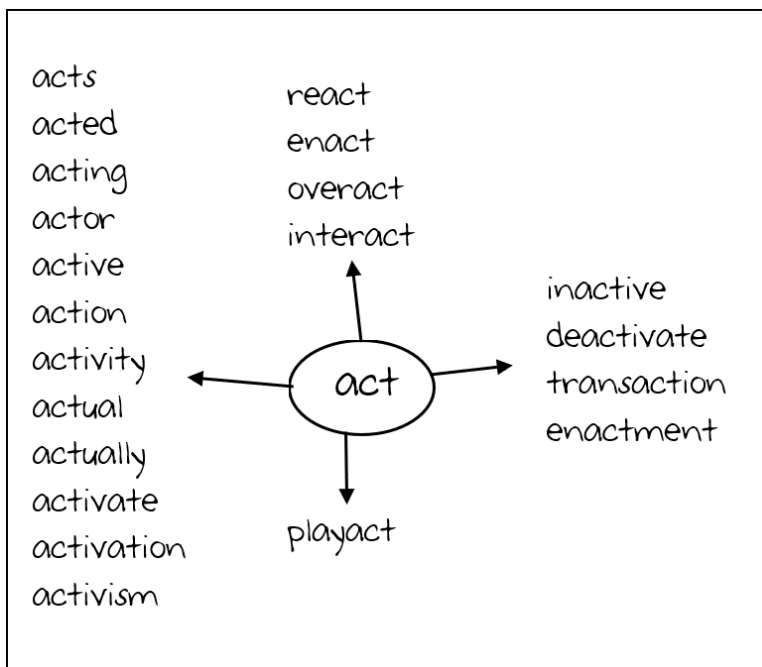 acts
acted
acting
actor
active
action
activity
actual
actually
activate
activation
activism
react
enact
overact
interact
act
playact
inactive
deactivate
transaction
enactment